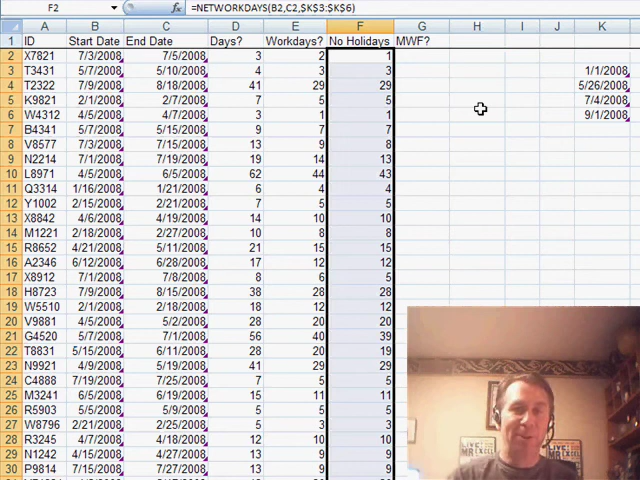 F2 =NETWORKDAYS(B2,C2,$K$3:$K$6)
A B C D E F G H I J K
1 ID Start Date End Date Days? Workdays? No Holidays MWF?
2 X7821 7/3/2008 7/5/2008 3 2 1
3 T3431 5/7/2008 5/10/2008 4 3 3 1/1/2008
4 T2322 7/9/2008 8/18/2008 41 29 29 5/26/2008
5 K9821 2/1/2008 2/7/2008 7 5 5 7/4/2008
6 W4312 4/5/2008 4/7/2008 3 1 1 9/1/2008
7 B4341 5/7/2008 5/15/2008 9 7 7
8 V8577 7/3/2008 7/15/2008 13 9 8
9 N2214 7/1/2008 7/19/2008 19 14 13
10 L8971 4/5/2008 6/5/2008 62 44 43
11 Q3314 1/16/2008 1/21/2008 6 4 4
12 Y1002 2/15/2008 2/21/2008 7 5 5
13 X8842 4/6/2008 4/19/2008 14 10 10
14 M1221 2/18/2008 2/27/2008 10 8 8
15 R8652 4/21/2008 5/11/2008 21 15 15
16 A2346 6/12/2008 6/28/2008 17 12 12
17 X8912 7/1/2008 7/8/2008 8 6 5
18 H8723 7/9/2008 8/15/2008 38 28 28
19 W5510 2/1/2008 2/18/2008 18 12 12
20 V9881 4/5/2008 5/2/2008 28 20 20
21 G4520 5/7/2008 7/1/2008 56 40 39
22 T8831 5/15/2008 6/11/2008 28 20 19
23 N9921 4/9/2008 5/19/2008 41 29 29
24 C4888 7/19/2008 7/25/2008 7 5 5
25 M3241 6/5/2008 6/19/2008 15 11 11
26 R5903 5/5/2008 5/9/2008 5 5 5
27 W8796 2/21/2008 2/25/2008 5 3 3
28 R3245 4/7/2008 4/18/2008 12 10 10
29 N1242 4/15/2008 4/27/2008 13 9 9
30 P9814 7/15/2008 7/27/2008 13 9 9
LIVE
MR EXCEL